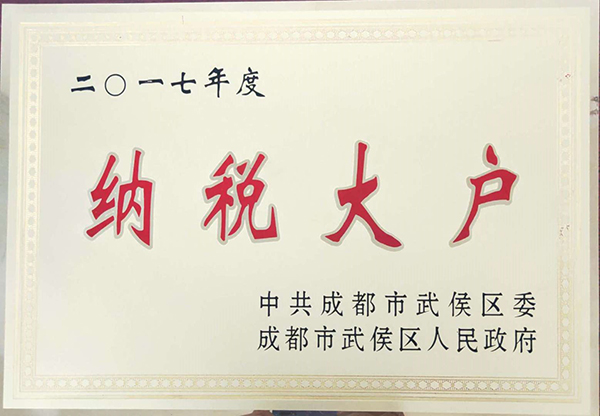 二〇一七年度
纳税大户
中共成都市武侯区委
成都市武侯区人民政府